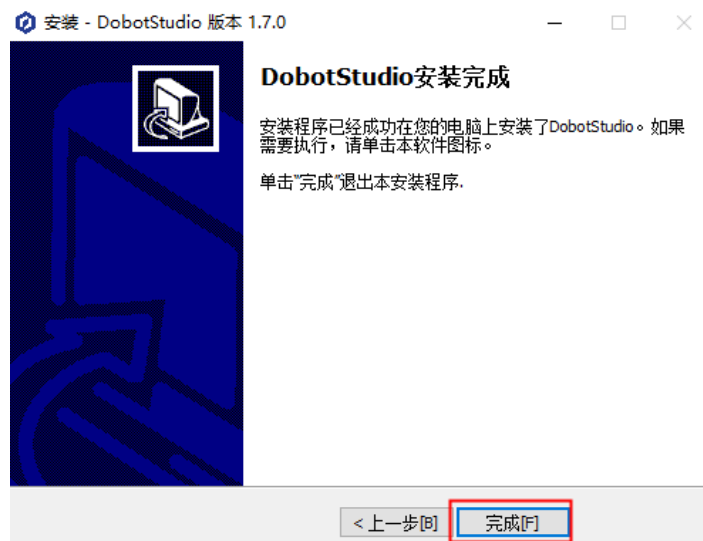 安装 - DobotStudio 版本 1.7.0
DobotStudio安装完成
安装程序已经成功在您的电脑上安装了DobotStudio。如果
需要执行，请单击本软件图标。
单击"完成"退出本安装程序.
<上一步[B]
完成[F]